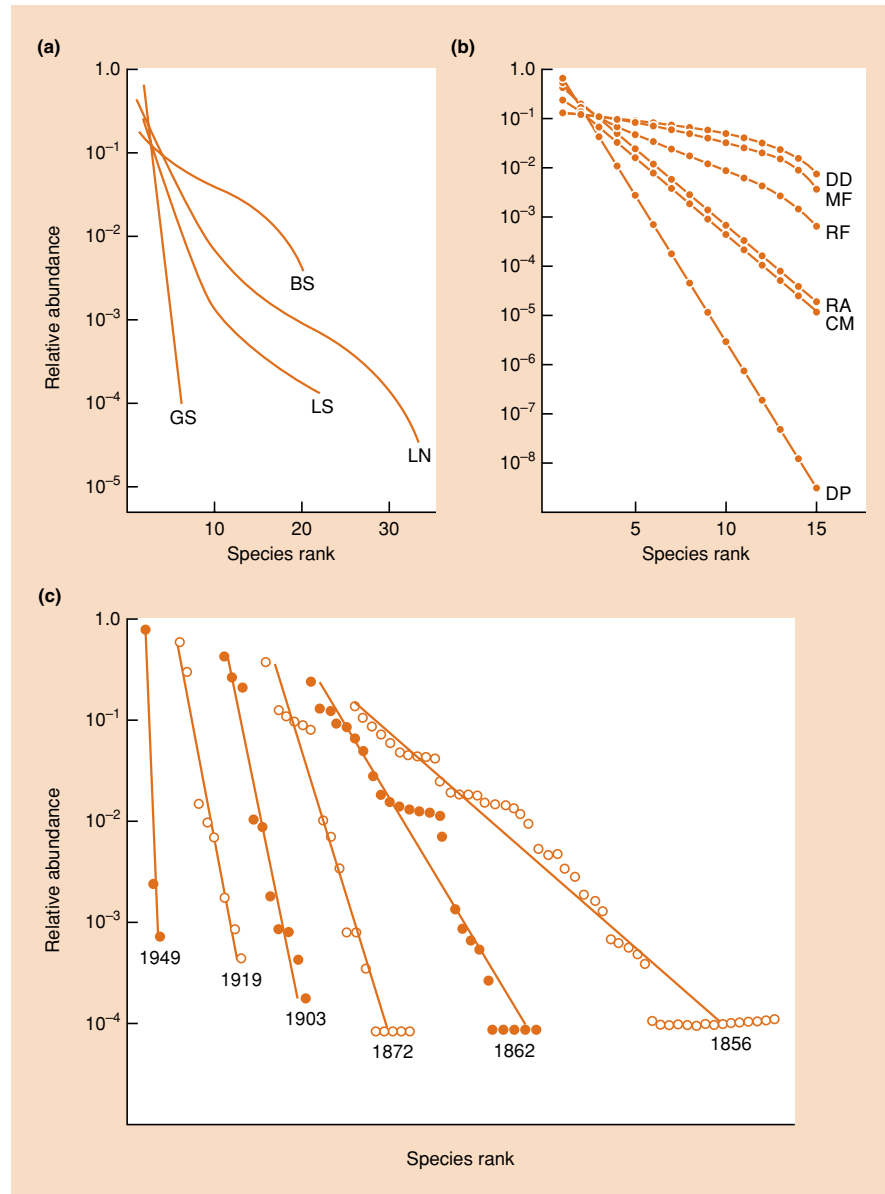 (a)
1.0
10⁻¹
10⁻²
10⁻³
10⁻⁴
10⁻⁵
Relative abundance
BS
GS
LS
LN
10 20 30
Species rank
(b)
1.0
10⁻¹
10⁻²
10⁻³
10⁻⁴
10⁻⁵
10⁻⁶
10⁻⁷
10⁻⁸
DD
MF
RF
RA
CM
DP
5 10 15
Species rank
(c)
1.0
10⁻¹
10⁻²
10⁻³
10⁻⁴
Relative abundance
1949
1919
1903
1872
1862
1856
Species rank